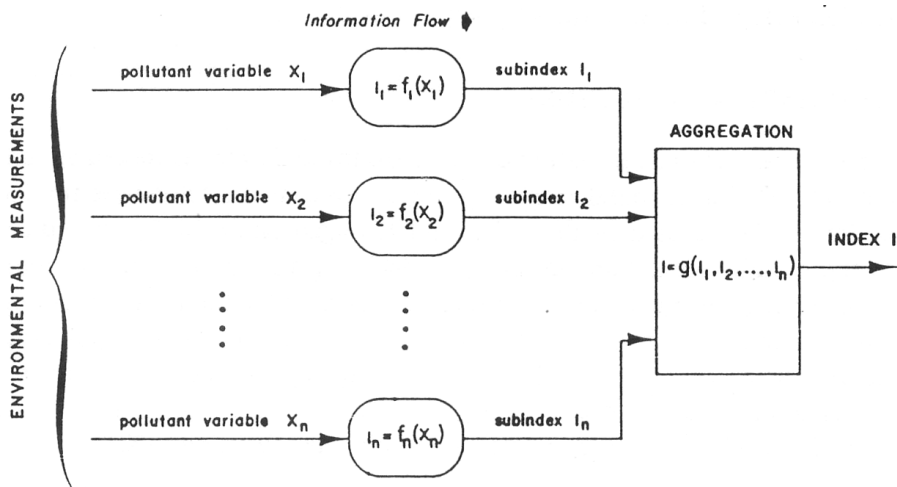 Information Flow
ENVIRONMENTAL MEASUREMENTS
pollutant variable X₁
I₁ = f₁(X₁)
subindex I₁
AGGREGATION
pollutant variable X₂
I₂ = f₂(X₂)
subindex I₂
I = g(I₁, I₂, ..., Iₙ)
INDEX I
pollutant variable Xₙ
Iₙ = fₙ(Xₙ)
subindex Iₙ